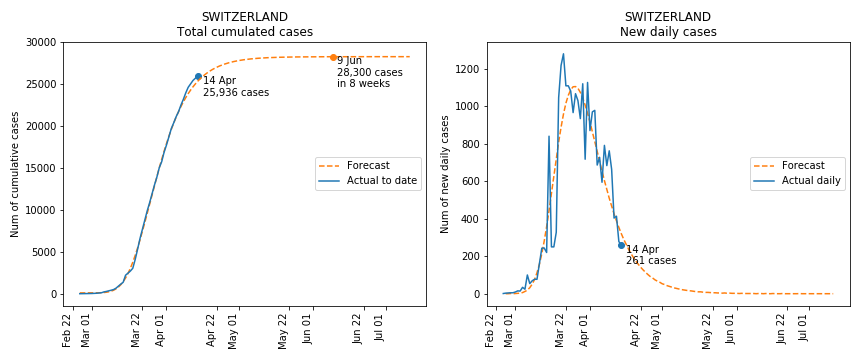 SWITZERLAND
Total cumulated cases
Num of cumulative cases
30000
25000
20000
15000
10000
5000
0
9 Jun
28,300 cases
in 8 weeks
14 Apr
25,936 cases
Forecast
Actual to date
Feb 22
Mar 01
Mar 22
Apr 01
Apr 22
May 01
May 22
Jun 01
Jun 22
Jul 01
SWITZERLAND
New daily cases
Num of new daily cases
1200
1000
800
600
400
200
0
14 Apr
261 cases
Forecast
Actual daily
Feb 22
Mar 01
Mar 22
Apr 01
Apr 22
May 01
May 22
Jun 01
Jun 22
Jul 01